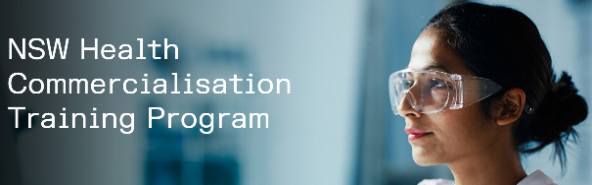 NSW Health
Commercialisation
Training Program